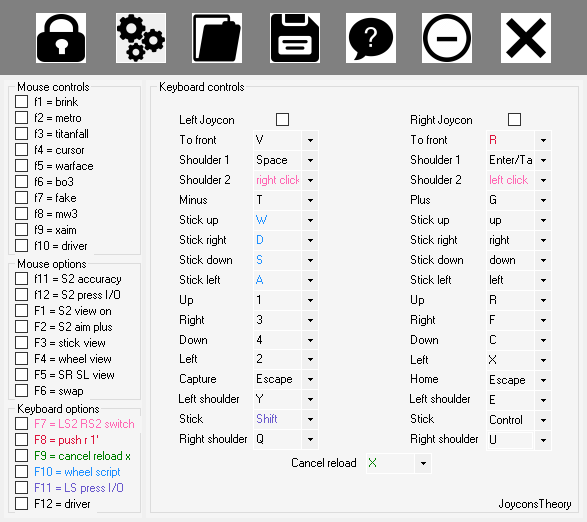 Mouse controls
f1 = brink
f2 = metro
f3 = titanfall
f4 = cursor
f5 = warface
f6 = bo3
f7 = fake
f8 = mw3
f9 = xaim
f10 = driver
Mouse options
f11 = S2 accuracy
f12 = S2 press I/O
F1 = S2 view on
F2 = S2 aim plus
F3 = stick view
F4 = wheel view
F5 = SR SL view
F6 = swap
Keyboard options
F7 = LS2 RS2 switch
F8 = push r 1'
F9 = cancel reload x
F10 = wheel script
F11 = LS press I/O
F12 = driver
Keyboard controls
Left Joycon Right Joycon
To front V To front R
Shoulder 1 Space Shoulder 1 Enter/Ta
Shoulder 2 right click Shoulder 2 left click
Minus T Plus G
Stick up W Stick up up
Stick right D Stick right right
Stick down S Stick down down
Stick left A Stick left left
Up 1 Up R
Right 3 Right F
Down 4 Down C
Left 2 Left X
Capture Escape Home Escape
Left shoulder Y Left shoulder E
Stick Shift Stick Control
Right shoulder Q Right shoulder U
Cancel reload X
JoyconsTheory